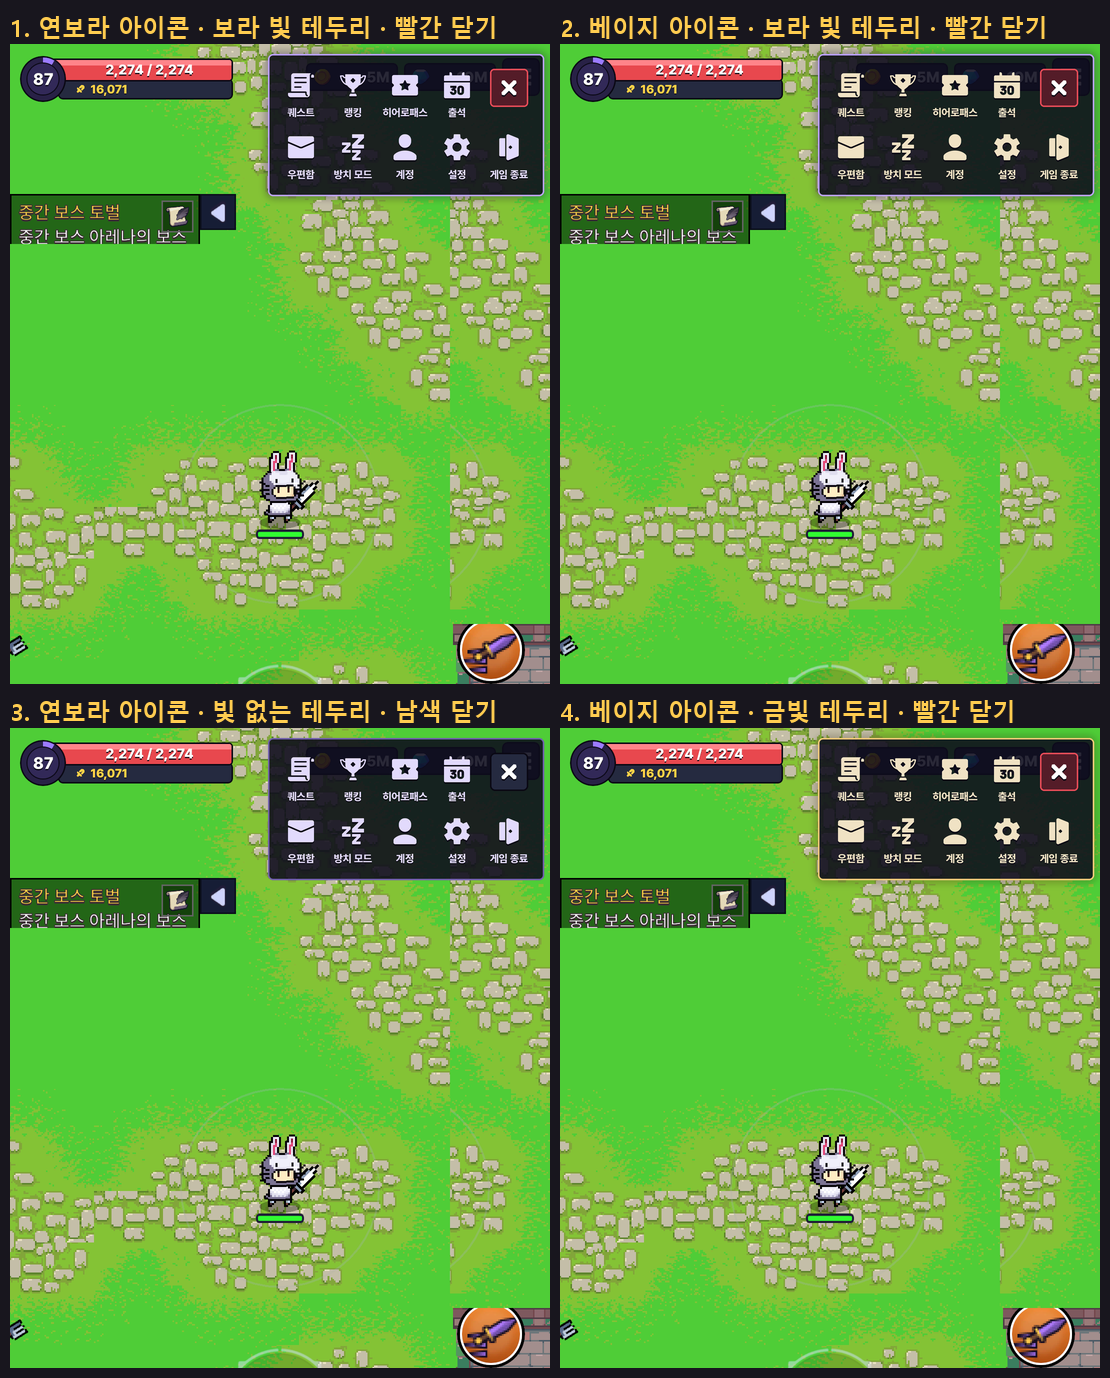 1. 연보라 아이콘 · 보라 빛 테두리 · 빨간 닫기
87
2,274 / 2,274
16,071
퀘스트 랭킹 히어로패스 30 출석
우편함 방치 모드 계정 설정 게임 종료
중간 보스 토벌
중간 보스 아레나의 보스
2. 베이지 아이콘 · 보라 빛 테두리 · 빨간 닫기
87
2,274 / 2,274
16,071
퀘스트 랭킹 히어로패스 30 출석
우편함 방치 모드 계정 설정 게임 종료
중간 보스 토벌
중간 보스 아레나의 보스
3. 연보라 아이콘 · 빛 없는 테두리 · 남색 닫기
87
2,274 / 2,274
16,071
퀘스트 랭킹 히어로패스 30 출석
우편함 방치 모드 계정 설정 게임 종료
중간 보스 토벌
중간 보스 아레나의 보스
4. 베이지 아이콘 · 금빛 테두리 · 빨간 닫기
87
2,274 / 2,274
16,071
퀘스트 랭킹 히어로패스 30 출석
우편함 방치 모드 계정 설정 게임 종료
중간 보스 토벌
중간 보스 아레나의 보스